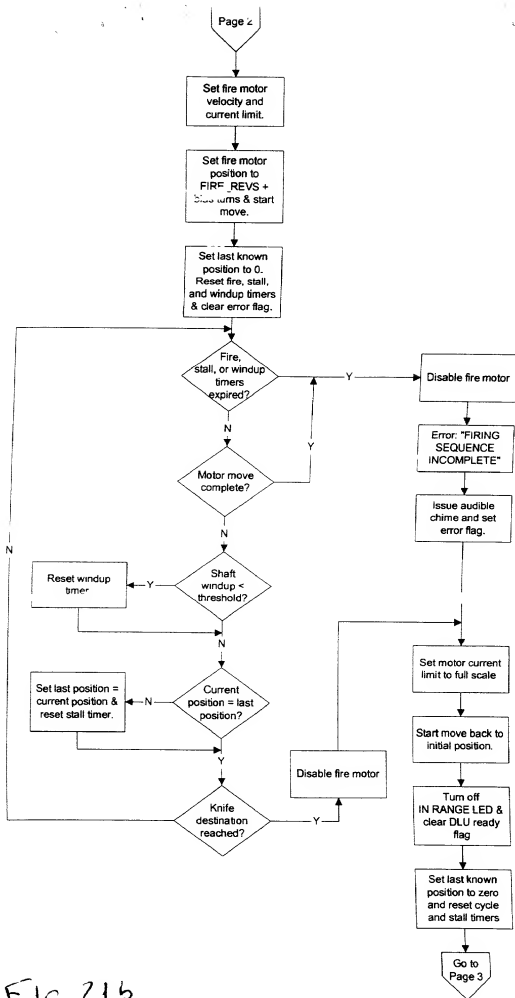 Page 2
Set fire motor
velocity and
current limit.
Set fire motor
position to
FIRE_REVS +
turns & start
move.
Set last known
position to 0.
Reset fire, stall,
and windup timers
& clear error flag.
Fire,
stall, or windup
timers
expired?
Y
Disable fire motor
N
Y
Error: "FIRING
SEQUENCE
INCOMPLETE"
Motor move
complete?
Issue audible
chime and set
error flag.
N
N
Shaft
windup <
threshold?
Y
Reset windup
timer
N
Set motor current
limit to full scale
Current
position = last
position?
N
Set last position =
current position &
reset stall timer.
Start move back to
initial position.
Y
Disable fire motor
Turn off
IN RANGE LED &
clear DLU ready
flag
Knife
destination
reached?
Y
Set last known
position to zero
and reset cycle
and stall timers
Go to
Page 3
FIG. 21b